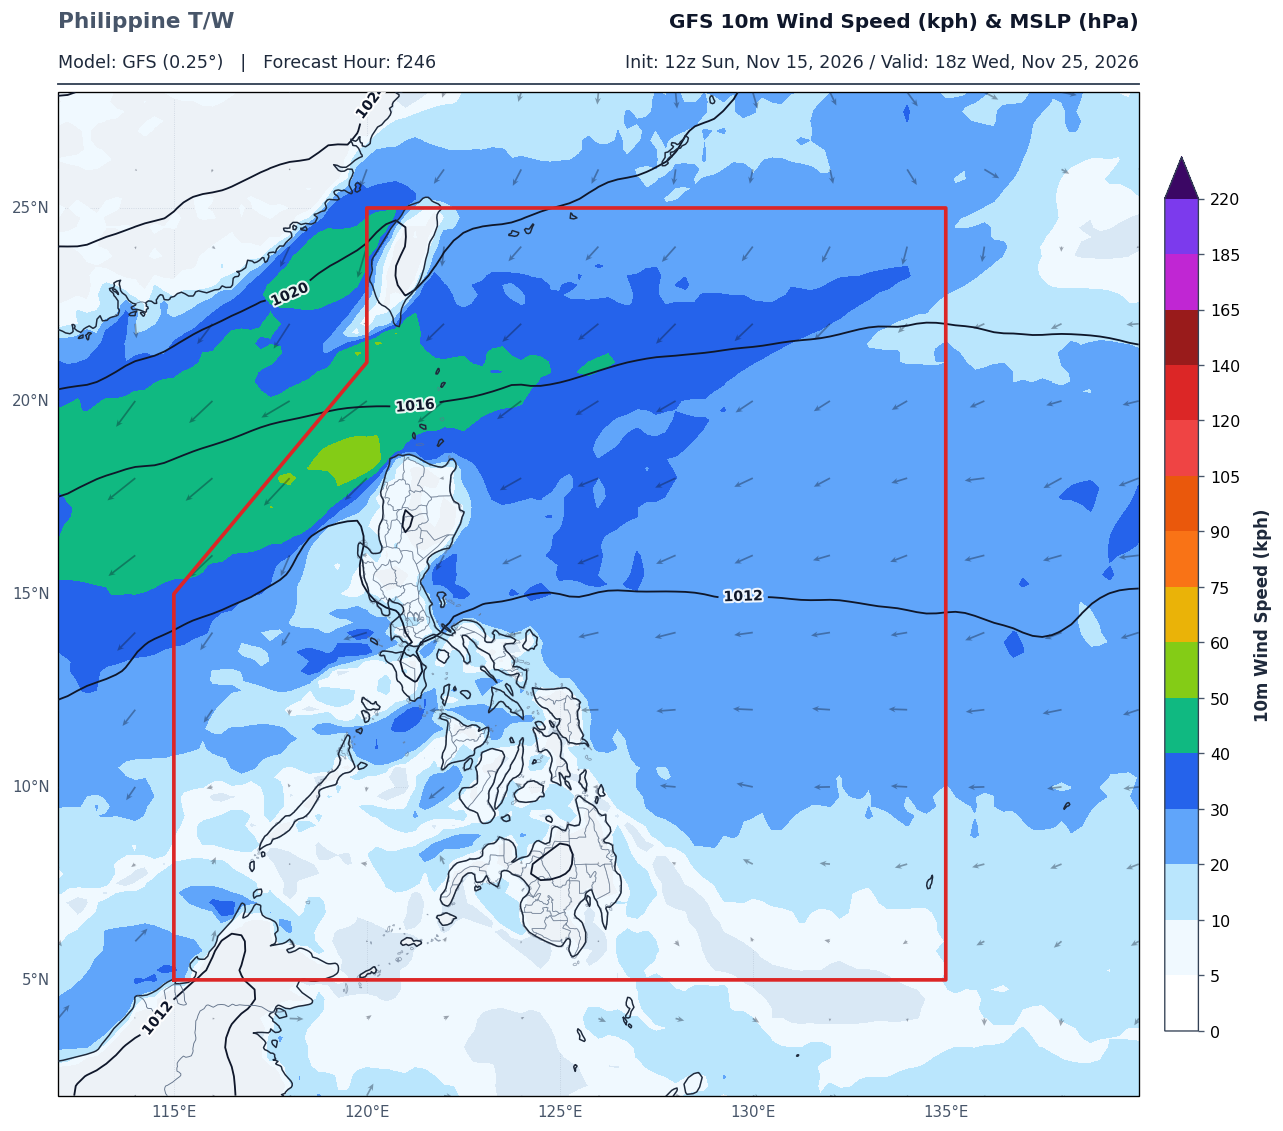 Philippine T/W
GFS 10m Wind Speed (kph) & MSLP (hPa)
Model: GFS (0.25°) | Forecast Hour: f246
Init: 12z Sun, Nov 15, 2026 / Valid: 18z Wed, Nov 25, 2026
25°N
20°N
15°N
10°N
5°N
115°E
120°E
125°E
130°E
135°E
1020
1016
1012
1012
220
185
165
140
120
105
90
75
60
50
40
30
20
10
5
0
10m Wind Speed (kph)